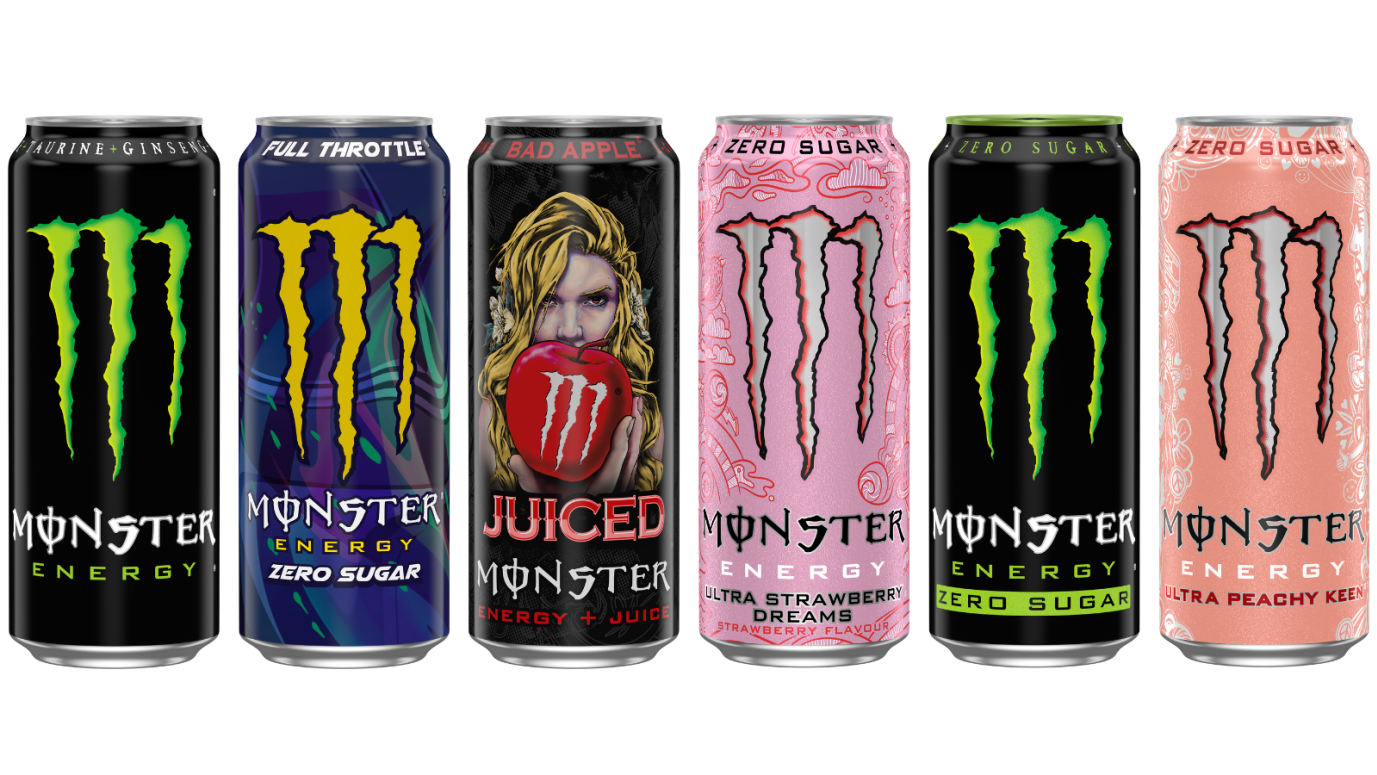 TAURINE+GINSENG
MONSTER
ENERGY
FULL THROTTLE
MONSTER
ENERGY
ZERO SUGAR
BAD APPLE
JUICED
MONSTER
ENERGY + JUICE
ZERO SUGAR
MONSTER
ENERGY
ULTRA STRAWBERRY
DREAMS
STRAWBERRY FLAVOUR
ZERO SUGAR
MONSTER
ENERGY
ZERO SUGAR
ZERO SUGAR
MONSTER
ENERGY
ULTRA PEACHY KEEN